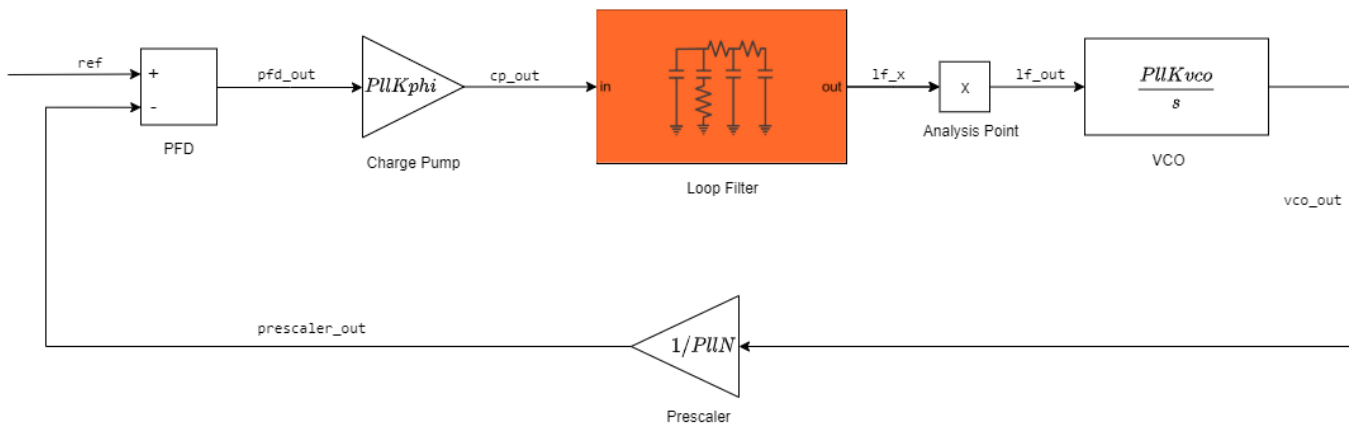 ref
+
-
PFD
pfd_out
PllKphi
Charge Pump
cp_out
in
out
Loop Filter
lf_x
X
Analysis Point
lf_out
PllKvco
s
VCO
vco_out
prescaler_out
1/PllN
Prescaler